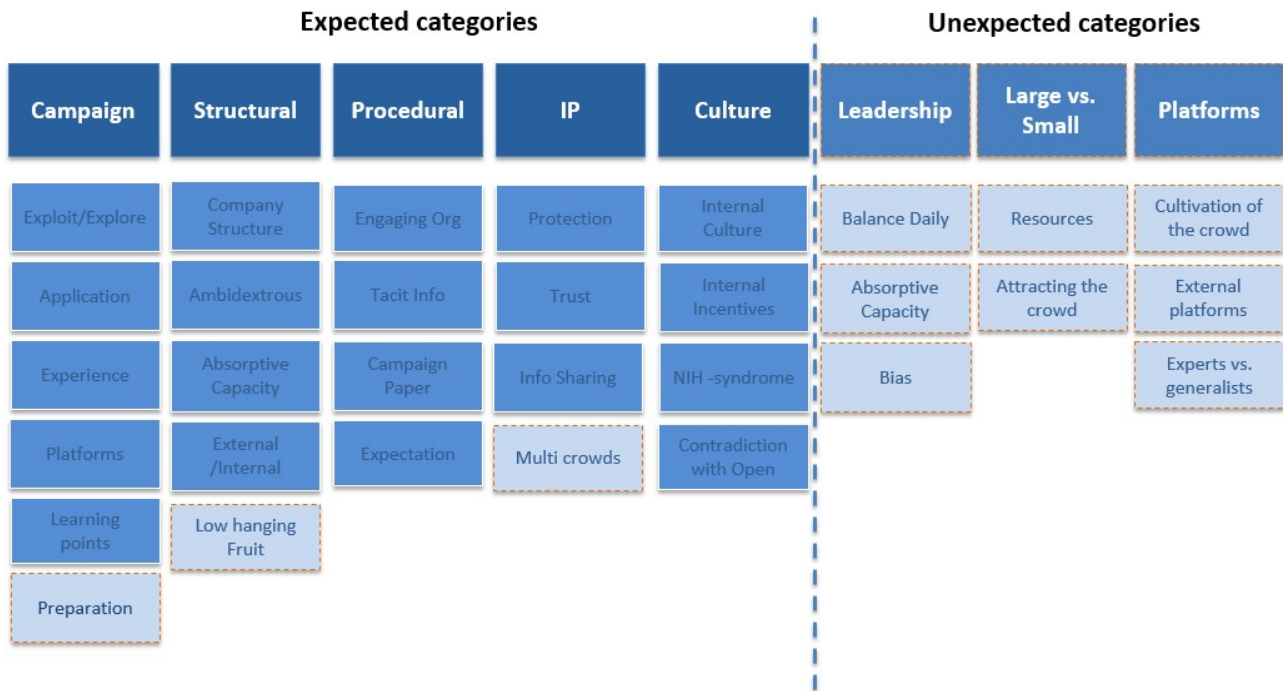 Expected categories
Unexpected categories
Campaign
Structural
Procedural
IP
Culture
Leadership
Large vs.
Small
Platforms
Exploit/Explore
Company
Structure
Engaging Org
Protection
Internal
Culture
Balance Daily
Resources
Cultivation of
the crowd
Application
Ambidextrous
Tacit Info
Trust
Internal
Incentives
Absorptive
Capacity
Attracting the
crowd
External
platforms
Experience
Absorptive
Capacity
Campaign
Paper
Info Sharing
NIH -syndrome
Bias
Experts vs.
generalists
Platforms
External
/Internal
Expectation
Multi crowds
Contradiction
with Open
Learning
points
Low hanging
Fruit
Preparation